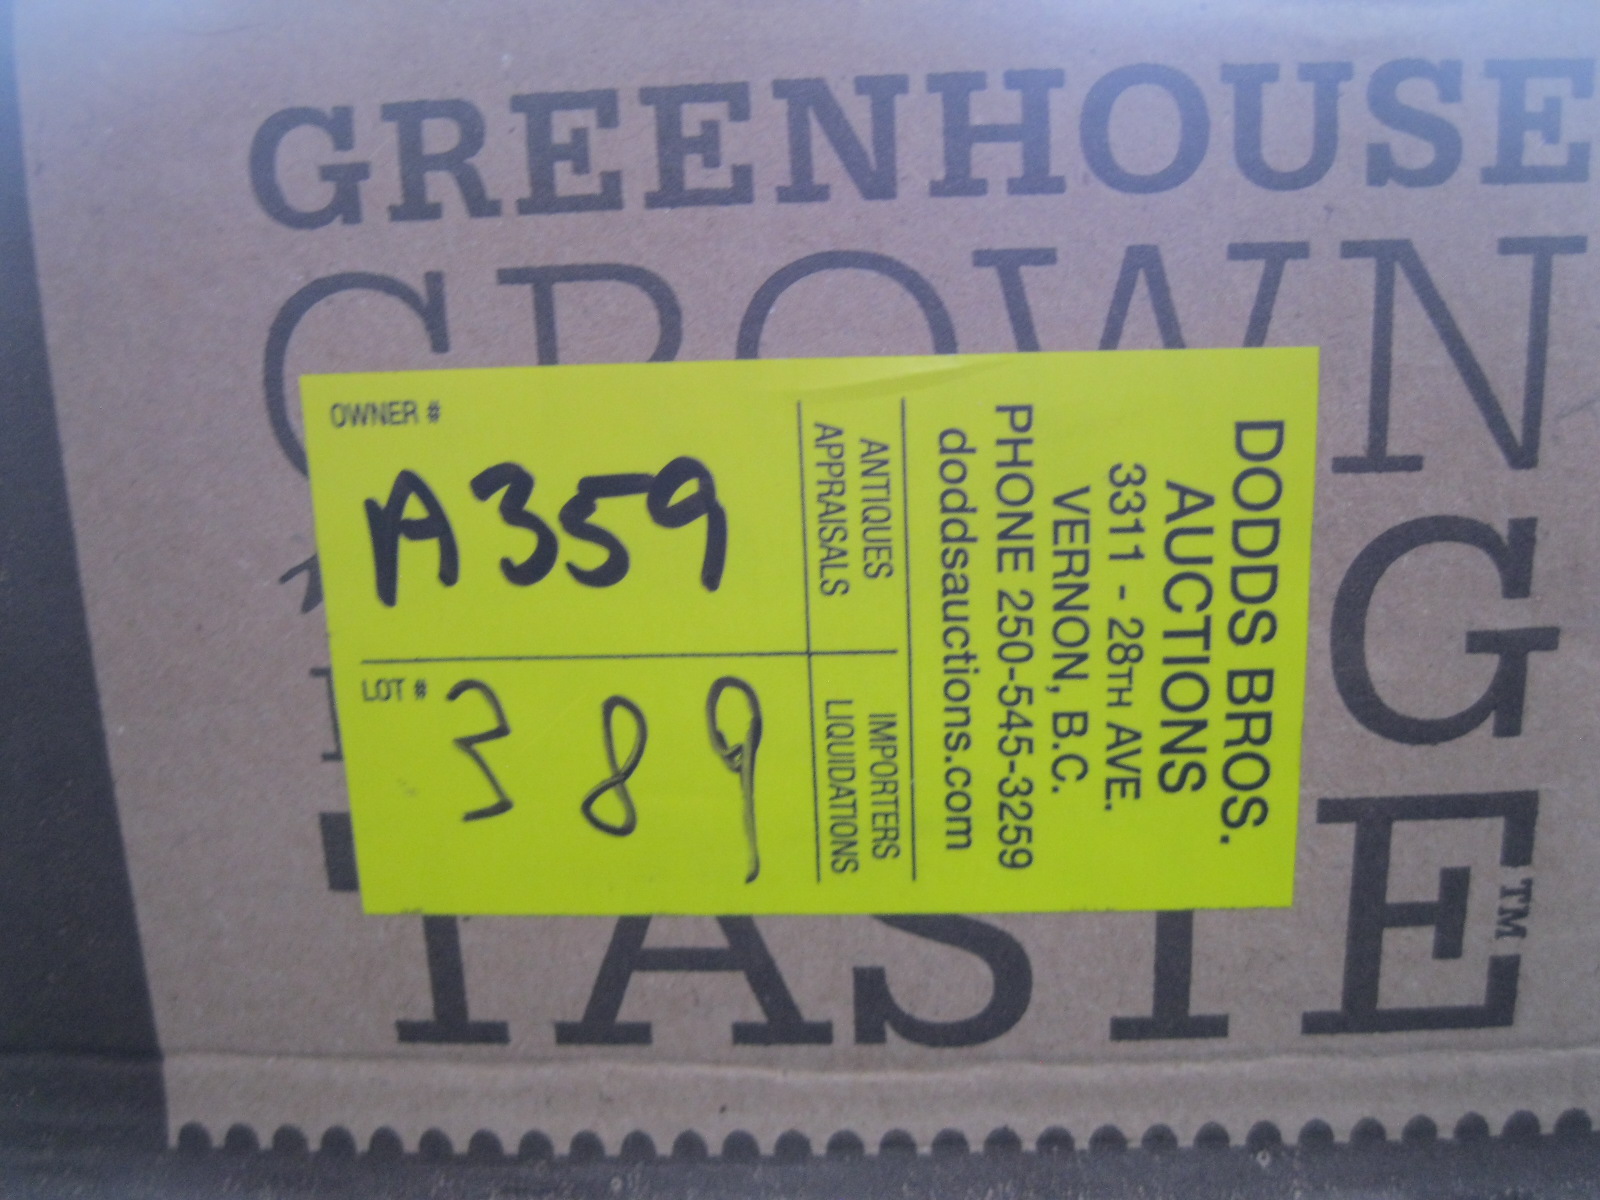 GREENHOUSE
GROWN
TASTE™
DODDS BROS.
AUCTIONS
3311 - 28TH AVE.
VERNON, B.C.
PHONE 250-545-3259
doddsauctions.com
ANTIQUES
APPRAISALS
IMPORTERS
LIQUIDATIONS
OWNER #
A359
LOT #
389